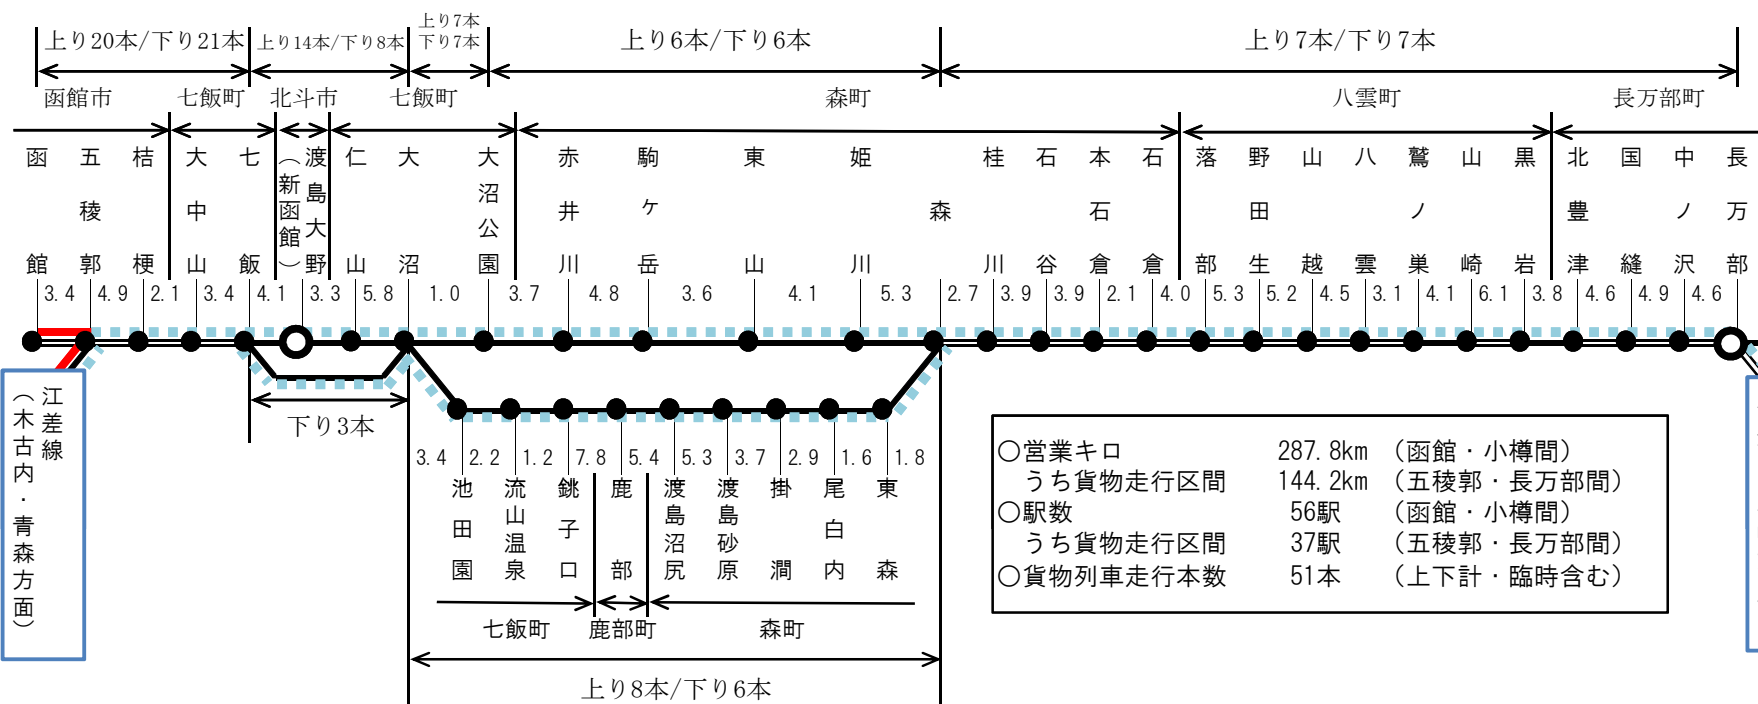 上り20本/下り21本
上り14本/下り8本
上り7本
下り7本
上り6本/下り6本
上り7本/下り7本
函館市
七飯町
北斗市
七飯町
森町
八雲町
長万部町
函館
五稜郭
桔梗
大中山
七飯
（新函館）
渡島大野
仁山
大沼
大沼公園
赤井川
駒ヶ岳
東山
姫川
森
桂川
石谷
本石倉
石倉
落部
野田生
山越
八雲
鷲ノ巣
山崎
黒岩
北豊津
国縫
中ノ沢
長万部
3.4 4.9 2.1 3.4 4.1 3.3 5.8 1.0 3.7 4.8 3.6 4.1 5.3 2.7 3.9 3.9 2.1 4.0 5.3 5.2 4.5 3.1 4.1 6.1 3.8 4.6 4.9 4.6
江差線
（木古内・青森方面）
下り3本
3.4 2.2 1.2 7.8 5.4 5.3 3.7 2.9 1.6 1.8
池田園
流山温泉
銚子口
鹿部
渡島沼尻
渡島砂原
掛澗
尾白内
東森
七飯町
鹿部町
森町
上り8本/下り6本
〇営業キロ 287.8km （函館・小樽間）
うち貨物走行区間 144.2km （五稜郭・長万部間）
〇駅数 56駅 （函館・小樽間）
うち貨物走行区間 37駅 （五稜郭・長万部間）
〇貨物列車走行本数 51本 （上下計・臨時含む）